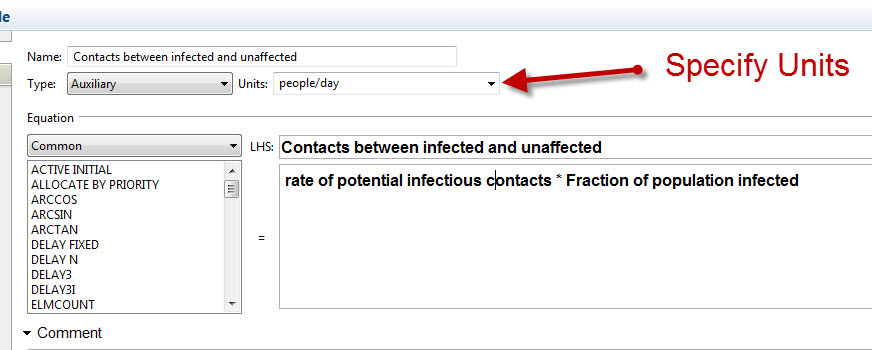 le
Name: Contacts between infected and unaffected
Specify Units
Type: Auxiliary Units: people/day
Equation
Common LHS: Contacts between infected and unaffected
ACTIVE INITIAL rate of potential infectious contacts * Fraction of population infected
ALLOCATE BY PRIORITY
ARCCOS
ARCSIN
ARCTAN
DELAY FIXED =
DELAY N
DELAY3
DELAY3I
ELMCOUNT
Comment